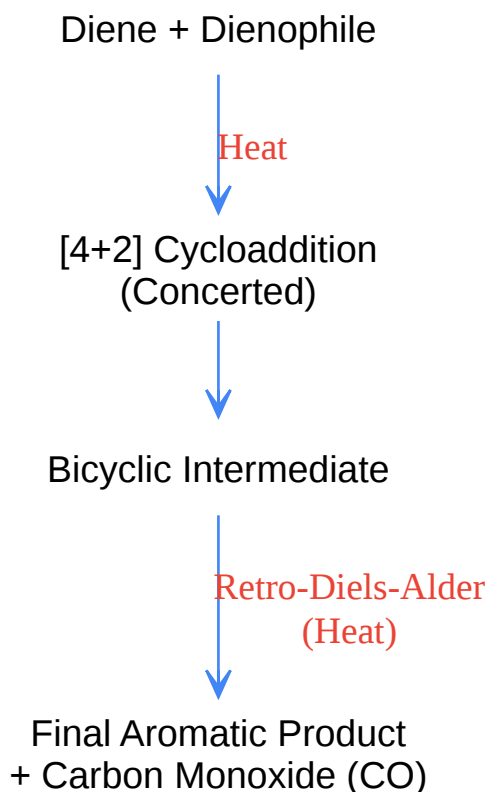 Diene + Dienophile
Heat
[4+2] Cycloaddition
(Concerted)
Bicyclic Intermediate
Retro-Diels-Alder
(Heat)
Final Aromatic Product
+ Carbon Monoxide (CO)